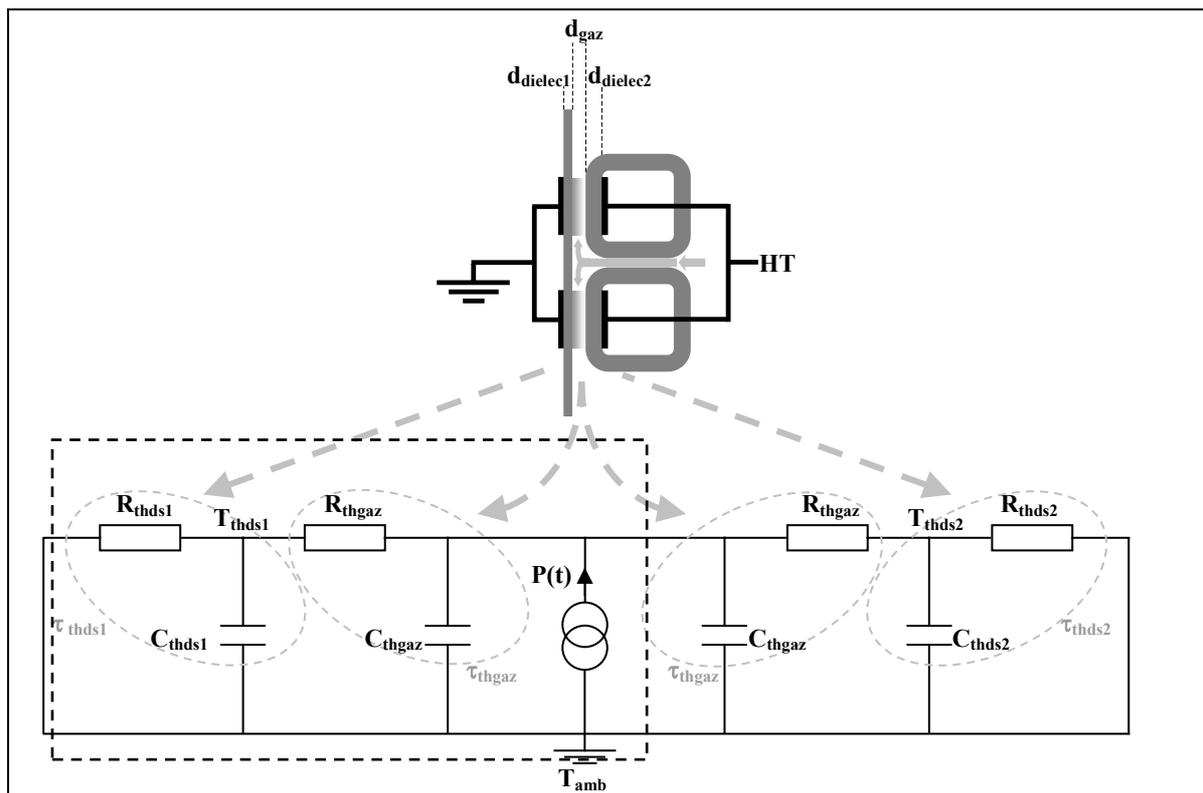 d_gaz
d_dielec1
d_dielec2
HT
R_thds1
T_thds1
R_thgaz
R_thgaz
T_thds2
R_thds2
P(t)
τ_thds1
C_thds1
C_thgaz
τ_thgaz
C_thgaz
τ_thgaz
C_thds2
τ_thds2
T_amb